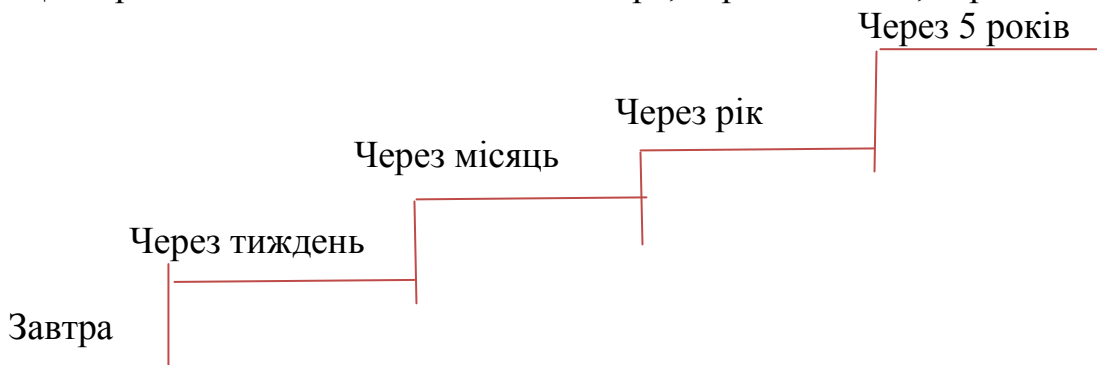 Через 5 років
Через рік
Через місяць
Через тиждень
Завтра